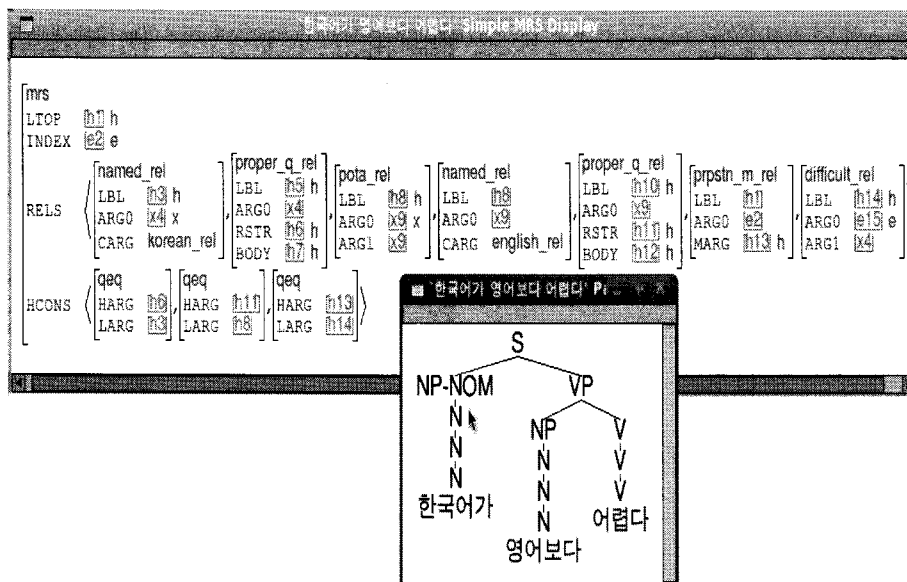 '한국어가 영어보다 어렵다' Simple MRS Display
mrs
LTOP h1 h
INDEX e2 e
RELS
named_rel
LBL h3 h
ARG0 x4 x
CARG korean_rel
proper_q_rel
LBL h5 h
ARG0 x4
RSTR h6 h
BODY h7 h
pota_rel
LBL h8 h
ARG0 x9 x
ARG1 x9
named_rel
LBL h8
ARG0 x9
CARG english_rel
proper_q_rel
LBL h10 h
ARG0 x9
RSTR h11 h
BODY h12 h
prpstn_m_rel
LBL h1
ARG0 e2
MARG h13 h
difficult_rel
LBL h14 h
ARG0 e15 e
ARG1 x4
HCONS
qeq
HARG h6
LARG h3
qeq
HARG h11
LARG h8
qeq
HARG h13
LARG h14
'한국어가 영어보다 어렵다'
S
NP-NOM VP
N NP V
N N V
N N V
N N
한국어가 어렵다
영어보다